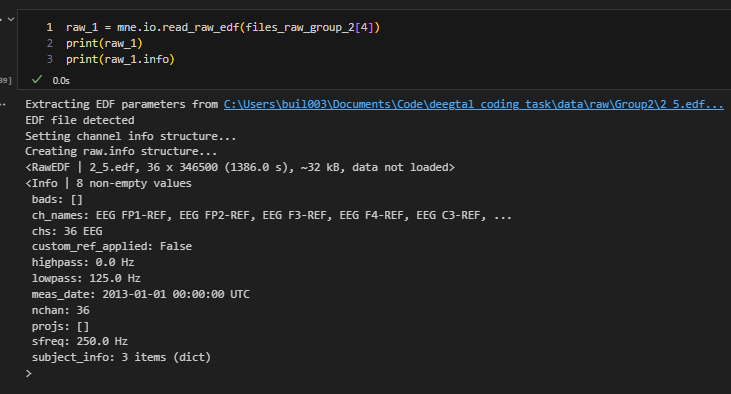 1 raw_1 = mne.io.read_raw_edf(files_raw_group_2[4])
2 print(raw_1)
3 print(raw_1.info)
39] ✓ 0.0s
Extracting EDF parameters from C:\Users\buil003\Documents\Code\deegtal_coding_task\data\raw\Group2\2_5.edf...
EDF file detected
Setting channel info structure...
Creating raw.info structure...
<RawEDF | 2_5.edf, 36 x 346500 (1386.0 s), ~32 kB, data not loaded>
<Info | 8 non-empty values
bads: []
ch_names: EEG FP1-REF, EEG FP2-REF, EEG F3-REF, EEG F4-REF, EEG C3-REF, ...
chs: 36 EEG
custom_ref_applied: False
highpass: 0.0 Hz
lowpass: 125.0 Hz
meas_date: 2013-01-01 00:00:00 UTC
nchan: 36
projs: []
sfreq: 250.0 Hz
subject_info: 3 items (dict)
>